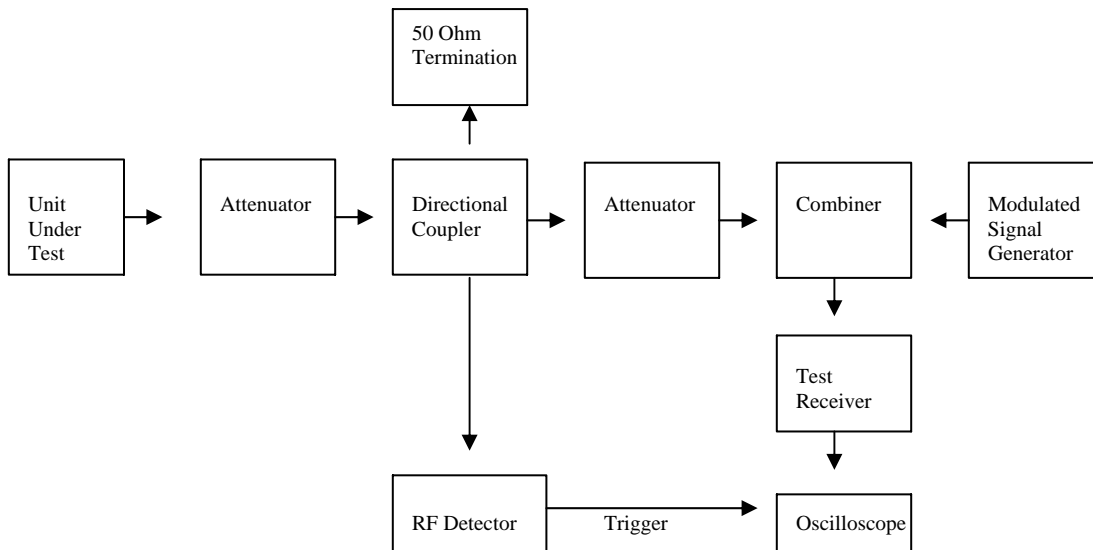 50 Ohm
Termination
Unit
Under
Test
Attenuator
Directional
Coupler
Attenuator
Combiner
Modulated
Signal
Generator
Test
Receiver
RF Detector
Trigger
Oscilloscope